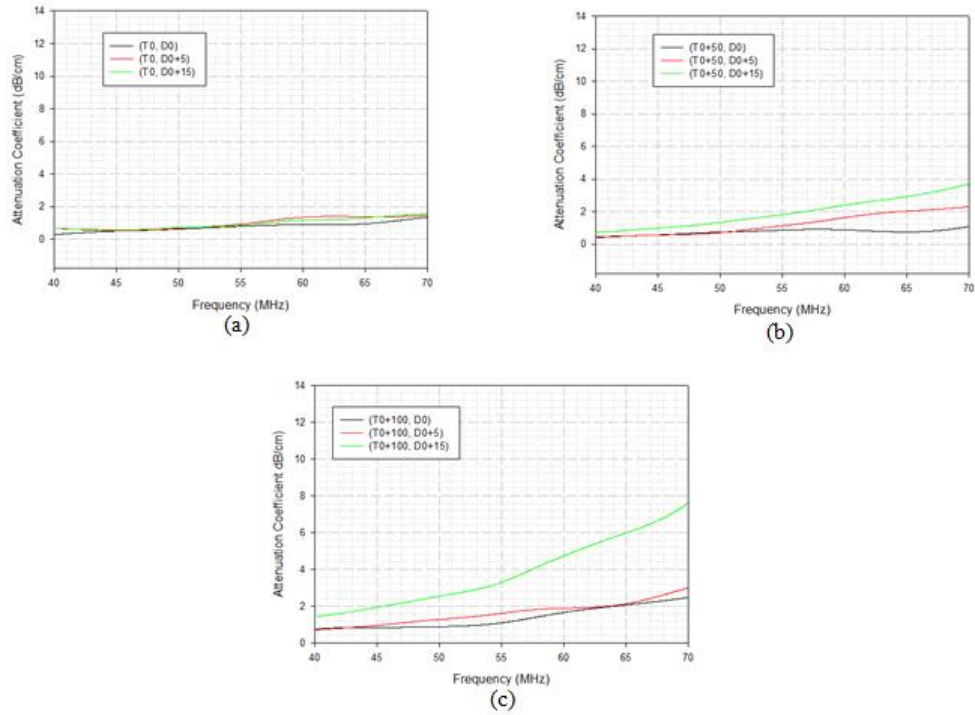 14
12
10
8
6
4
2
0
Attenuation Coefficient (dB/cm)
(T0, D0)
(T0, D0+5)
(T0, D0+15)
40 45 50 55 60 65 70
Frequency (MHz)
(a)
14
12
10
8
6
4
2
0
Attenuation Coefficient (dB/cm)
(T0+50, D0)
(T0+50, D0+5)
(T0+50, D0+15)
40 45 50 55 60 65 70
Frequency (MHz)
(b)
14
12
10
8
6
4
2
0
Attenuation Coefficient dB/cm)
(T0+100, D0)
(T0+100, D0+5)
(T0+100, D0+15)
40 45 50 55 60 65 70
Frequency (MHz)
(c)